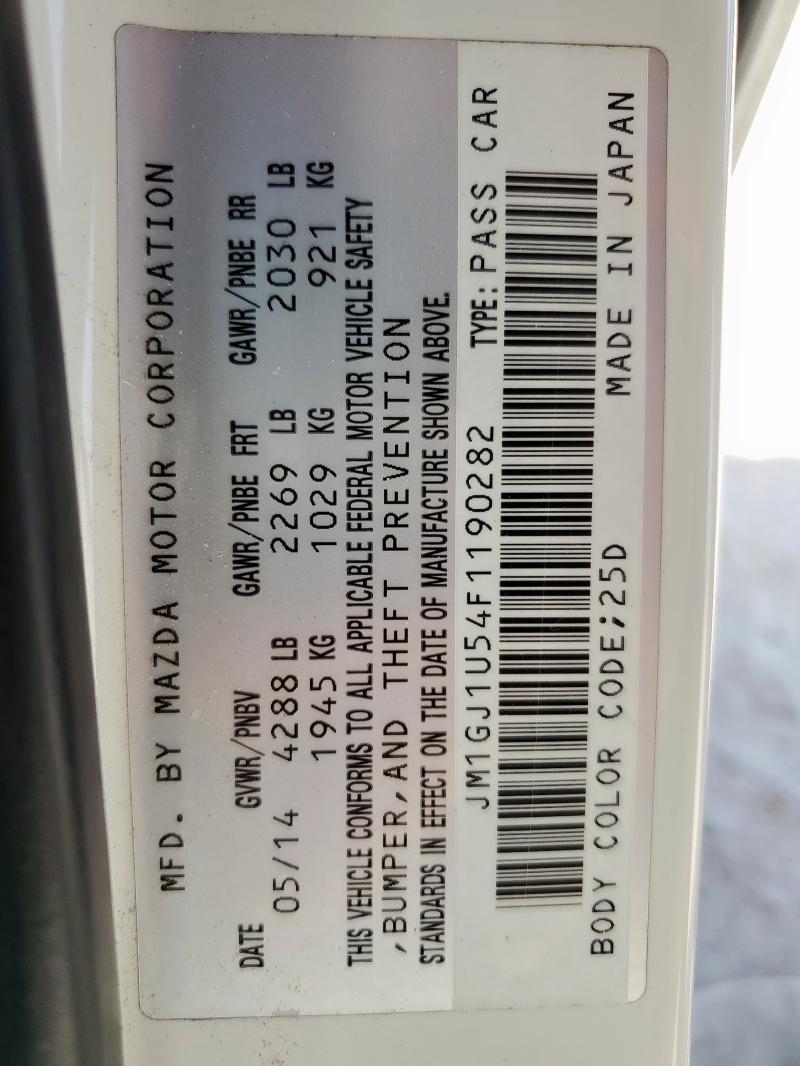 MFD. BY MAZDA MOTOR CORPORATION
DATE GVWR/PNBV GAWR/PNBE FRT GAWR/PNBE RR
05/14 4288 LB 2269 LB 2030 LB
1945 KG 1029 KG 921 KG
THIS VEHICLE CONFORMS TO ALL APPLICABLE FEDERAL MOTOR VEHICLE SAFETY
,BUMPER,AND THEFT PREVENTION
STANDARDS IN EFFECT ON THE DATE OF MANUFACTURE SHOWN ABOVE.
JM1GJ1U54F1190282 TYPE: PASS CAR
BODY COLOR CODE;25D MADE IN JAPAN